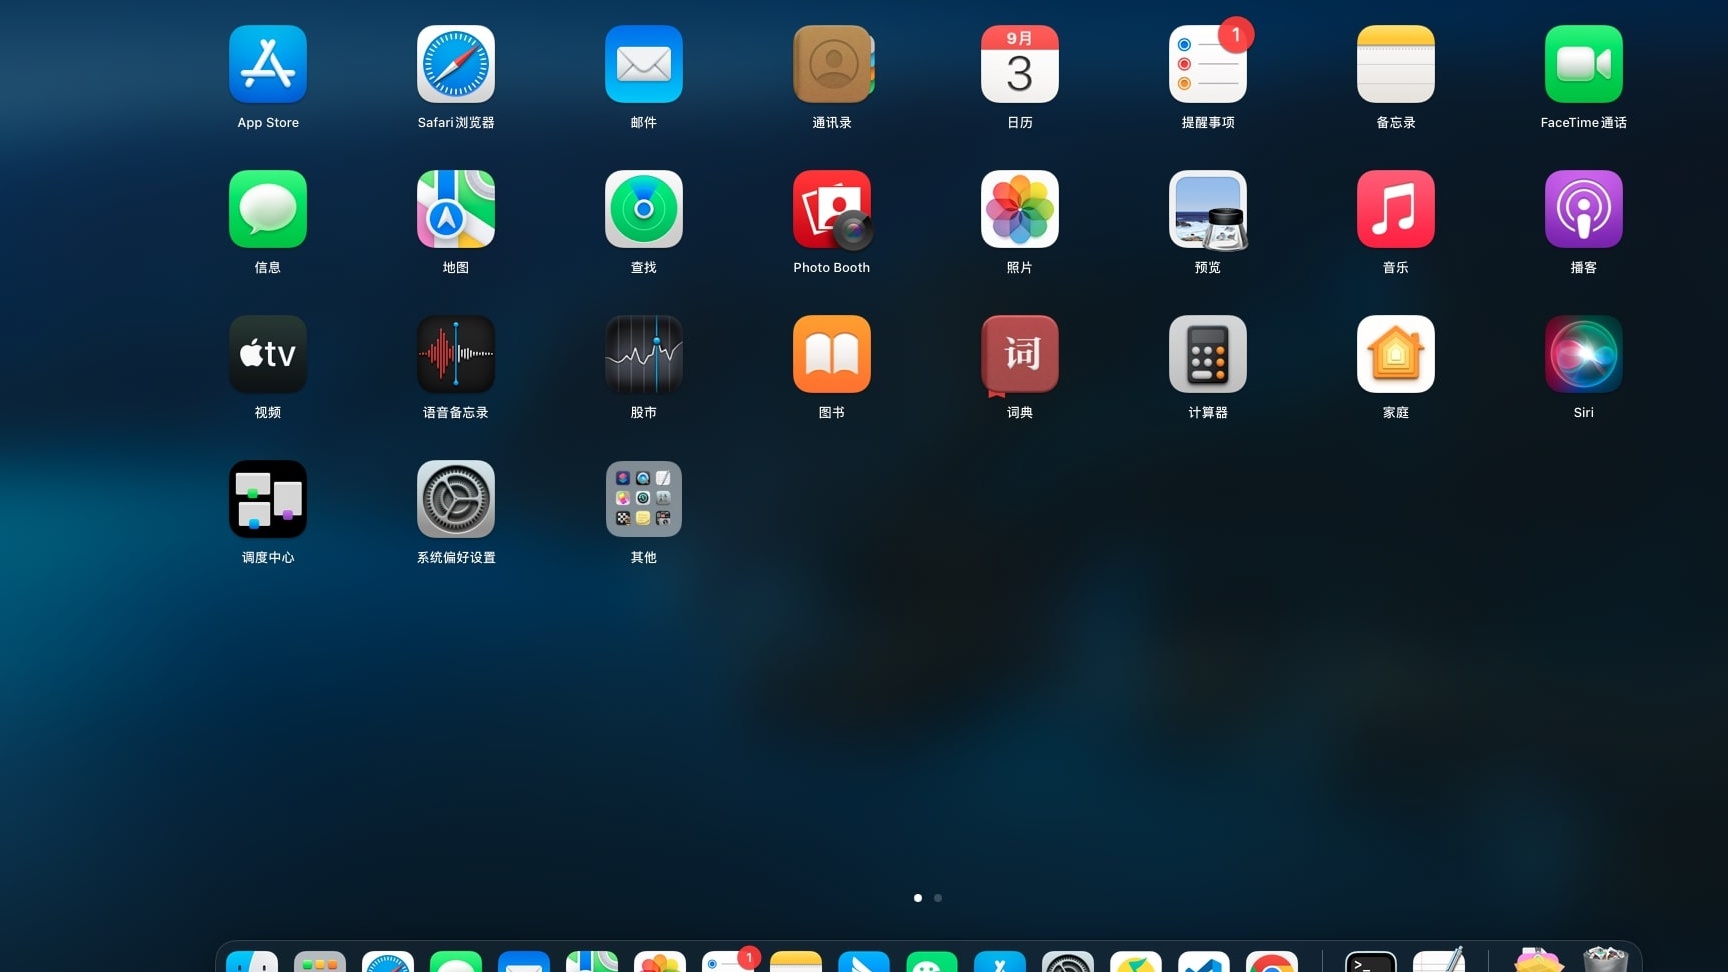 App Store
Safari浏览器
邮件
通讯录
9月
3
日历
1
提醒事项
备忘录
FaceTime通话
信息
地图
查找
Photo Booth
照片
预览
音乐
播客
tv
视频
语音备忘录
股市
图书
词
词典
计算器
家庭
Siri
调度中心
系统偏好设置
其他
1
>_